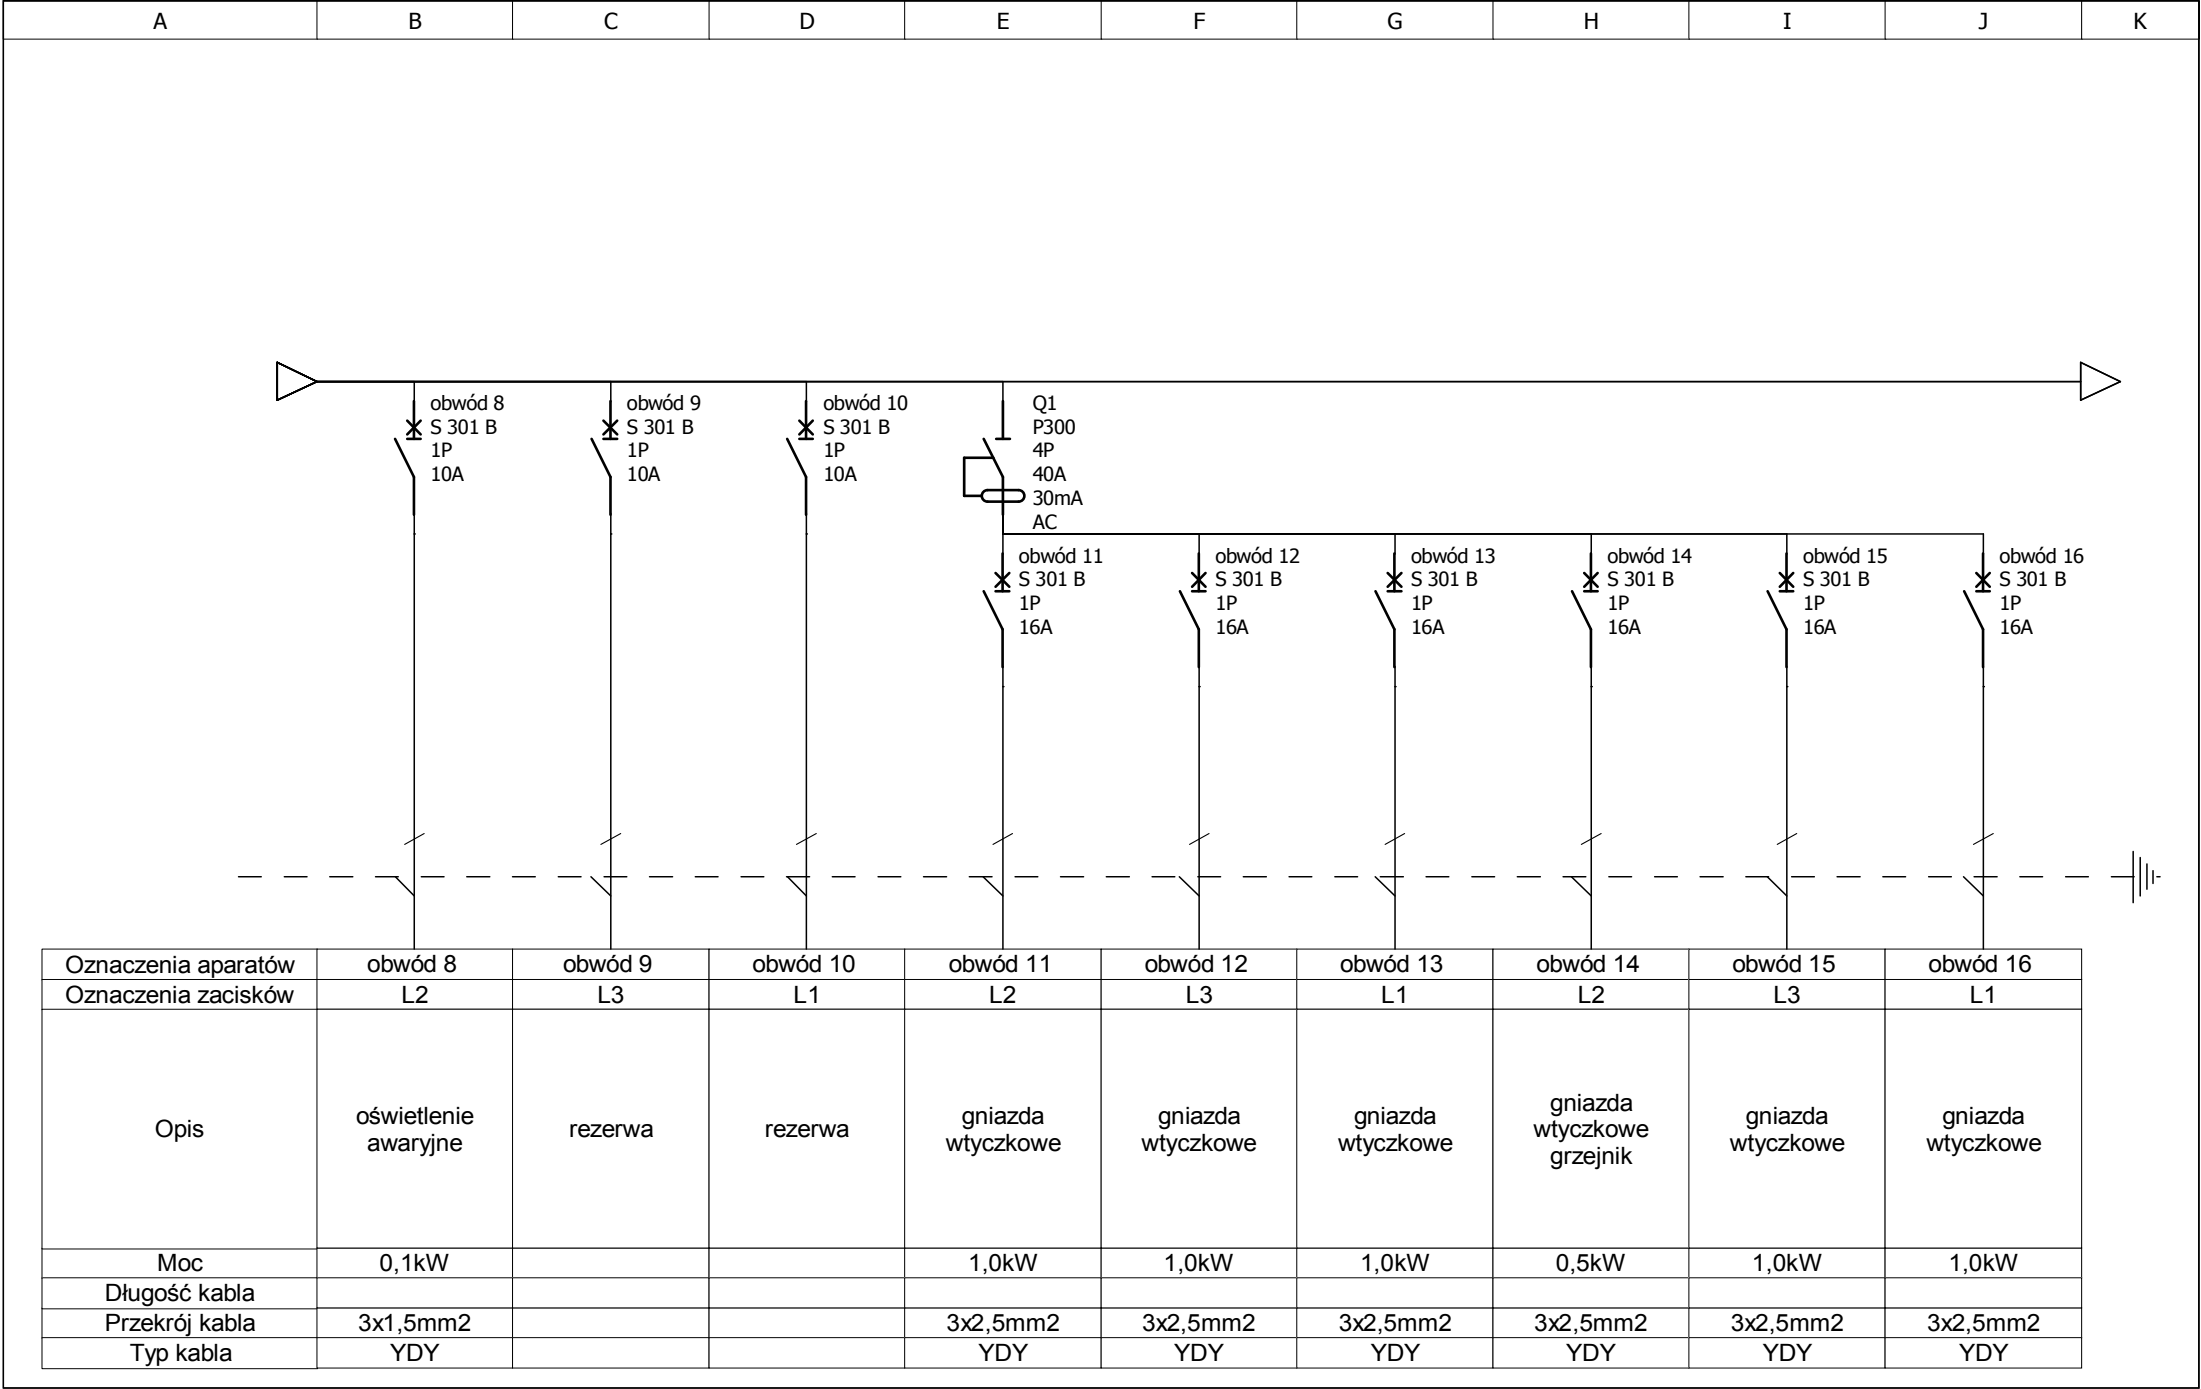 A B C D E F G H I J K
obwód 8
S 301 B
1P
10A
obwód 9
S 301 B
1P
10A
obwód 10
S 301 B
1P
10A
Q1
P300
4P
40A
30mA
AC
obwód 11
S 301 B
1P
16A
obwód 12
S 301 B
1P
16A
obwód 13
S 301 B
1P
16A
obwód 14
S 301 B
1P
16A
obwód 15
S 301 B
1P
16A
obwód 16
S 301 B
1P
16A
Oznaczenia aparatów obwód 8 obwód 9 obwód 10 obwód 11 obwód 12 obwód 13 obwód 14 obwód 15 obwód 16
Oznaczenia zacisków L2 L3 L1 L2 L3 L1 L2 L3 L1
Opis
oświetlenie
awaryjne
rezerwa
rezerwa
gniazda
wtyczkowe
gniazda
wtyczkowe
gniazda
wtyczkowe
gniazda
wtyczkowe
grzejnik
gniazda
wtyczkowe
gniazda
wtyczkowe
Moc 0,1kW 1,0kW 1,0kW 1,0kW 0,5kW 1,0kW 1,0kW
Długość kabla
Przekrój kabla 3x1,5mm2 3x2,5mm2 3x2,5mm2 3x2,5mm2 3x2,5mm2 3x2,5mm2 3x2,5mm2
Typ kabla YDY YDY YDY YDY YDY YDY YDY